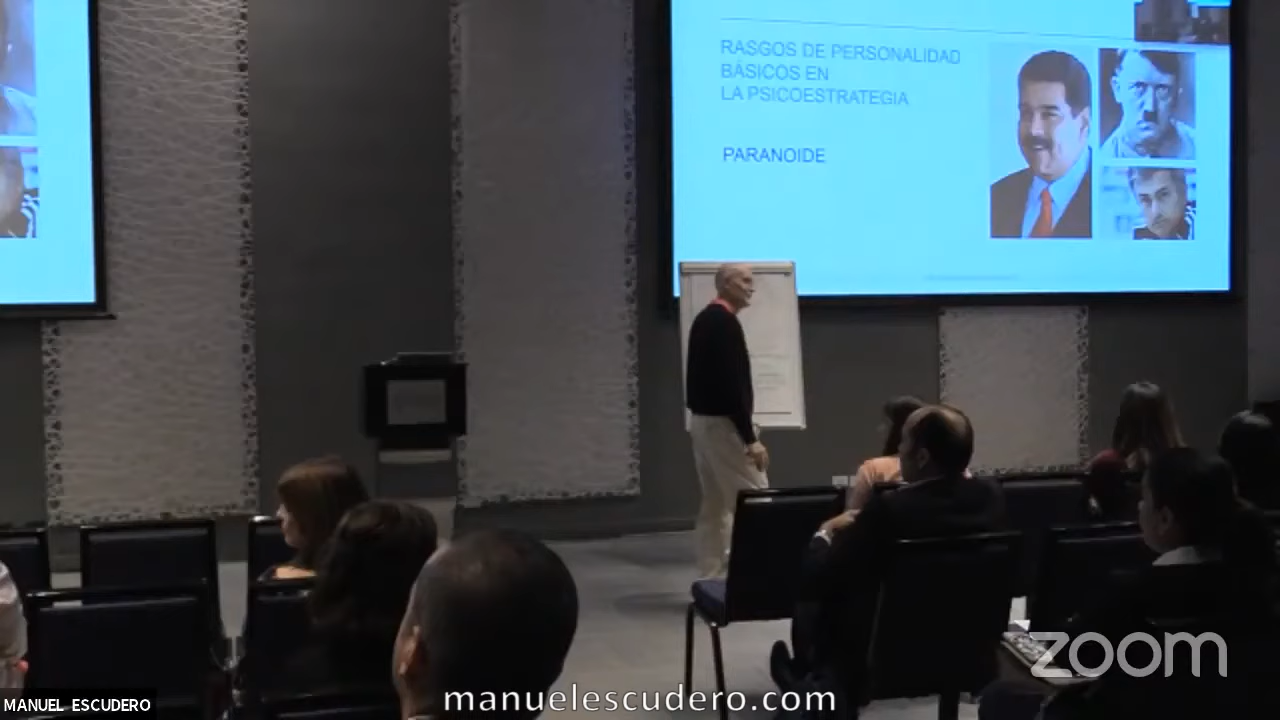 RASGOS DE PERSONALIDAD
BÁSICOS EN
LA PSICOESTRATEGIA
PARANOIDE
zoom
MANUEL ESCUDERO
manuelescudero.com